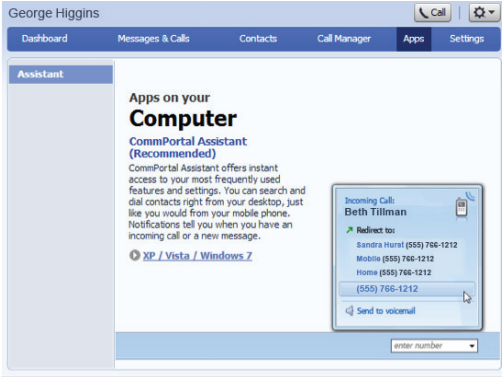 George Higgins
Call
Dashboard
Messages & Calls
Contacts
Call Manager
Apps
Settings
Assistant
Apps on your
Computer
CommPortal Assistant
(Recommended)
CommPortal Assistant offers instant
access to your most frequently used
features and settings. You can search and
dial contacts right from your desktop, just
like you would from your mobile phone.
Notifications tell you when you have an
incoming call or a new message.
XP / Vista / Windows 7
Incoming Call:
Beth Tillman
Redirect to:
Sandra Hurst (555) 766-1212
Mobile (555) 766-1212
Home (555) 766-1212
(555) 766-1212
Send to voicemail
enter number